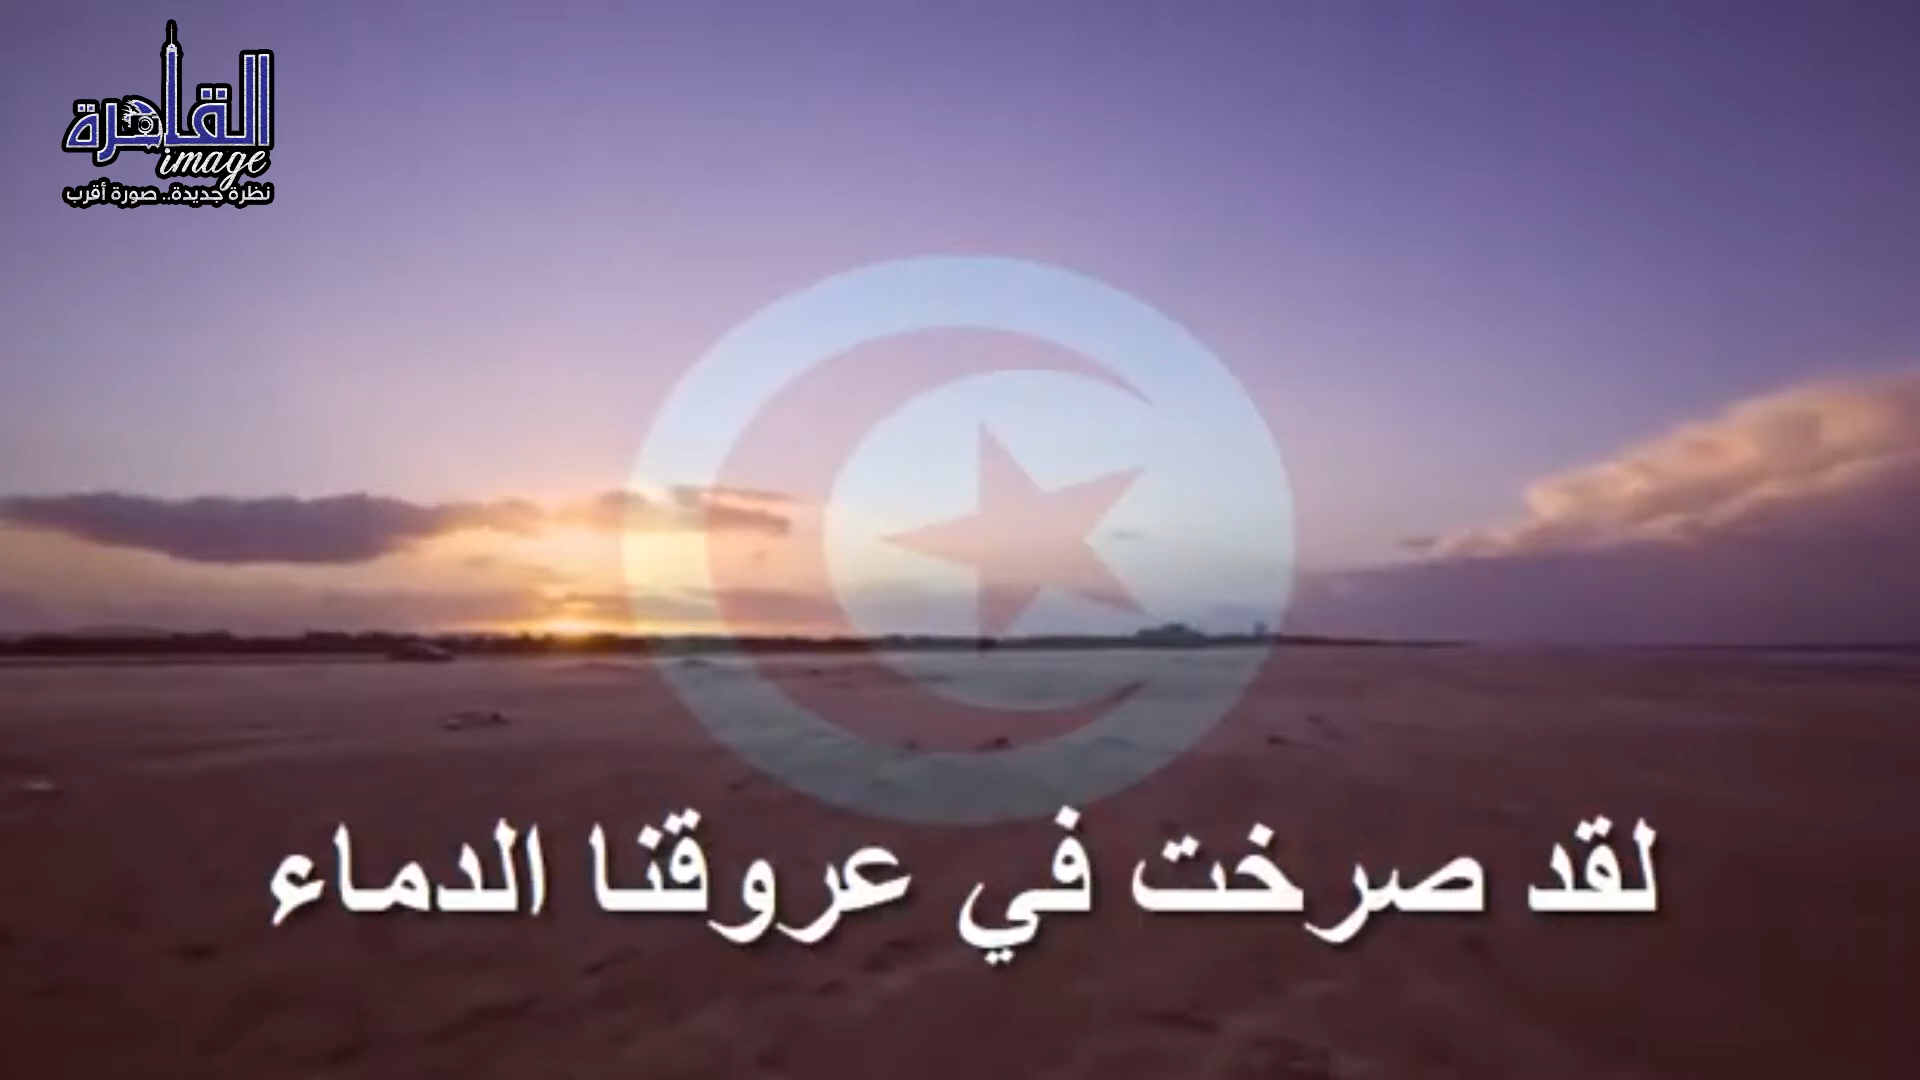 القاهرة
image
نظرة جديدة.. صورة أقرب
لقد صرخت في عروقنا الدماء